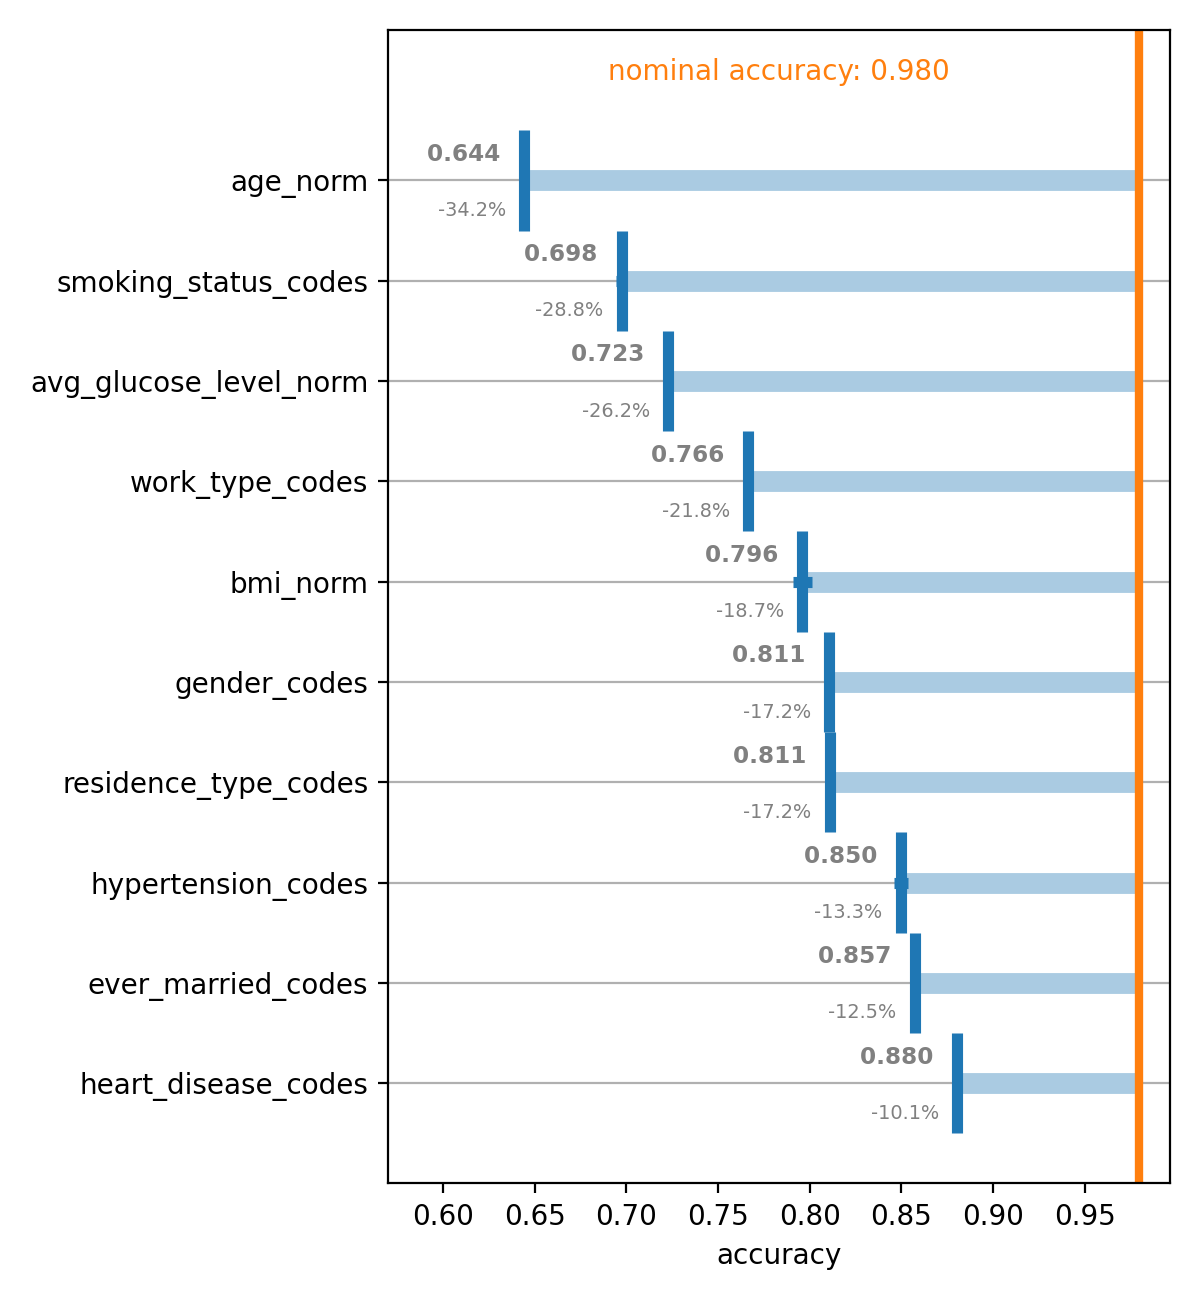 nominal accuracy: 0.980
0.644
age_norm
-34.2%
0.698
smoking_status_codes
-28.8%
0.723
avg_glucose_level_norm
-26.2%
0.766
work_type_codes
-21.8%
0.796
bmi_norm
-18.7%
0.811
gender_codes
-17.2%
0.811
residence_type_codes
-17.2%
0.850
hypertension_codes
-13.3%
0.857
ever_married_codes
-12.5%
0.880
heart_disease_codes
-10.1%
0.60 0.65 0.70 0.75 0.80 0.85 0.90 0.95
accuracy